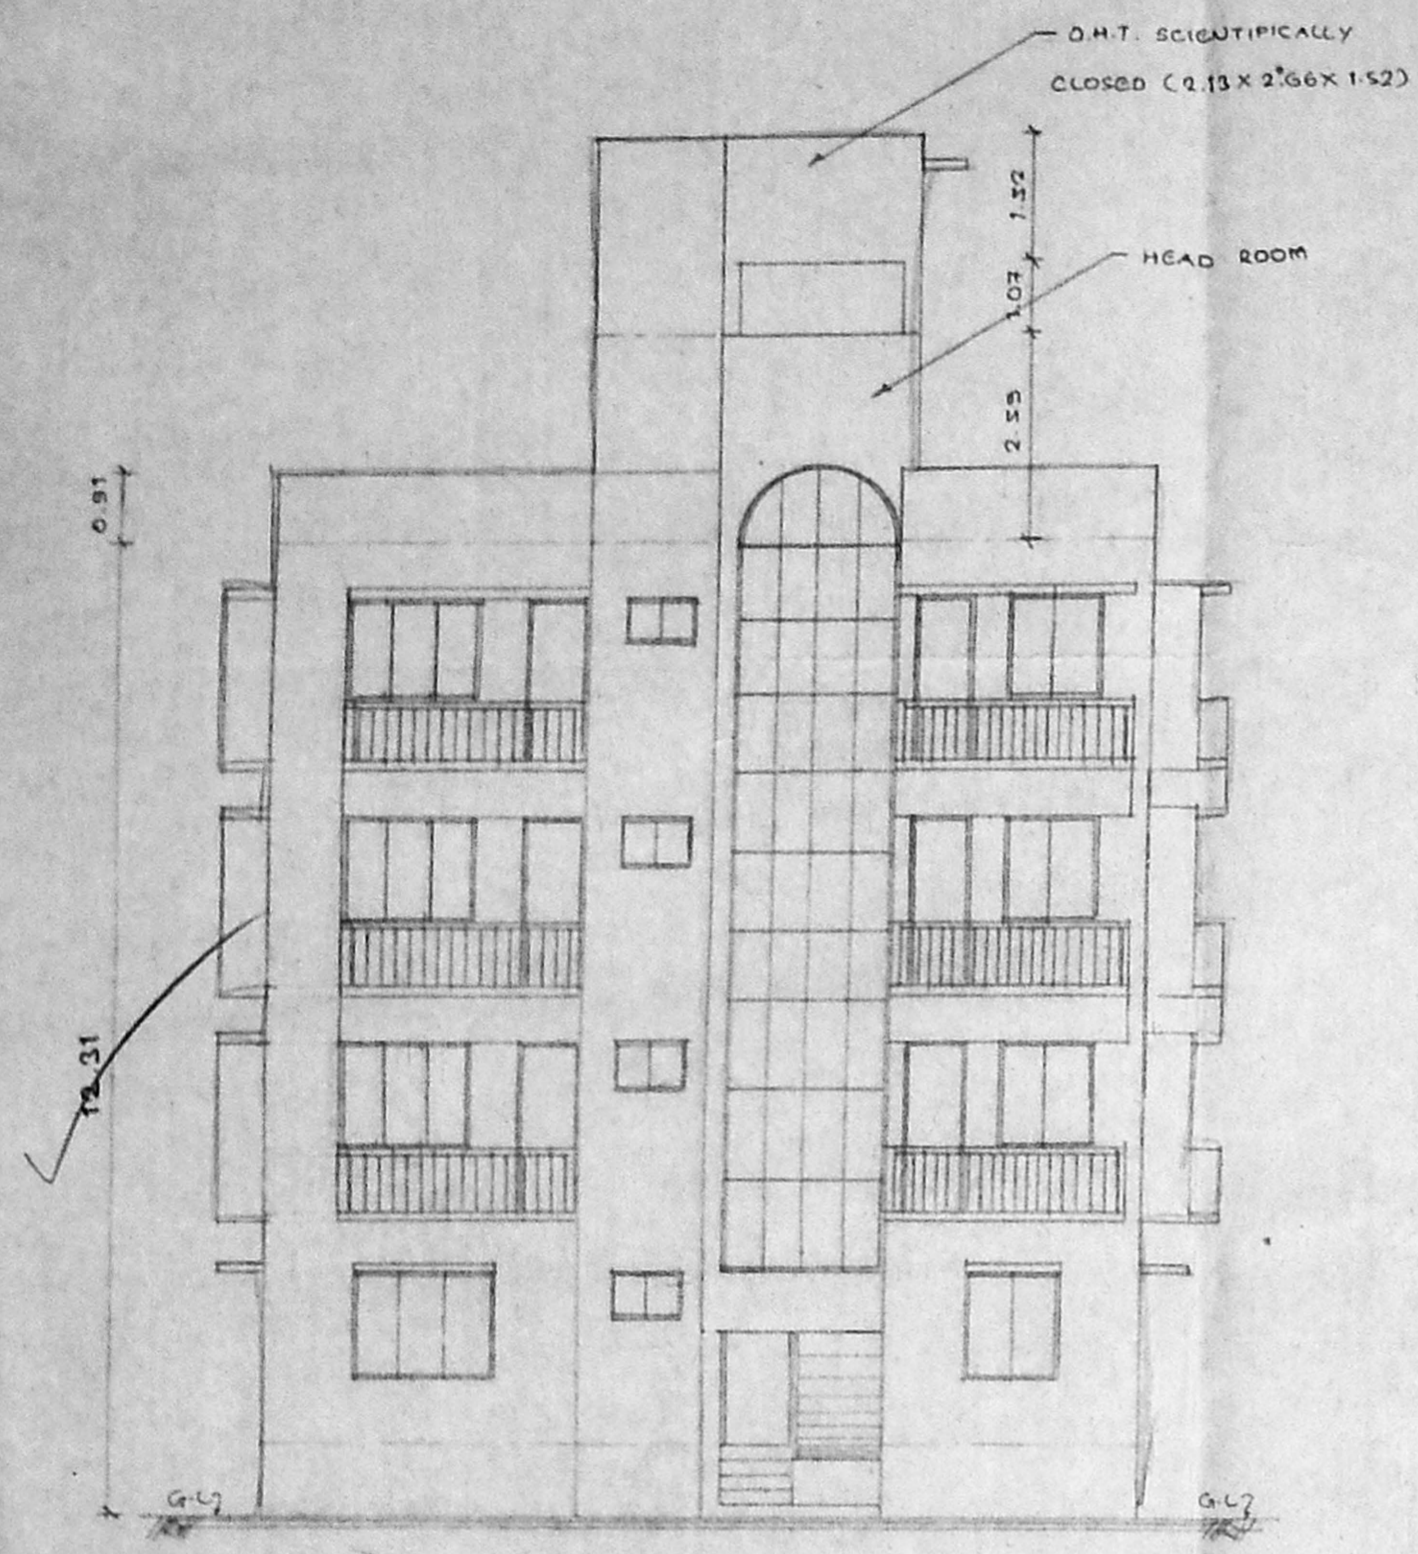 O.H.T. SCIENTIFICALLY
CLOSED (2.13 X 2.66 X 1.52)
1.52
HEAD ROOM
1.07
2.59
0.91
12.31
G.L
G.L